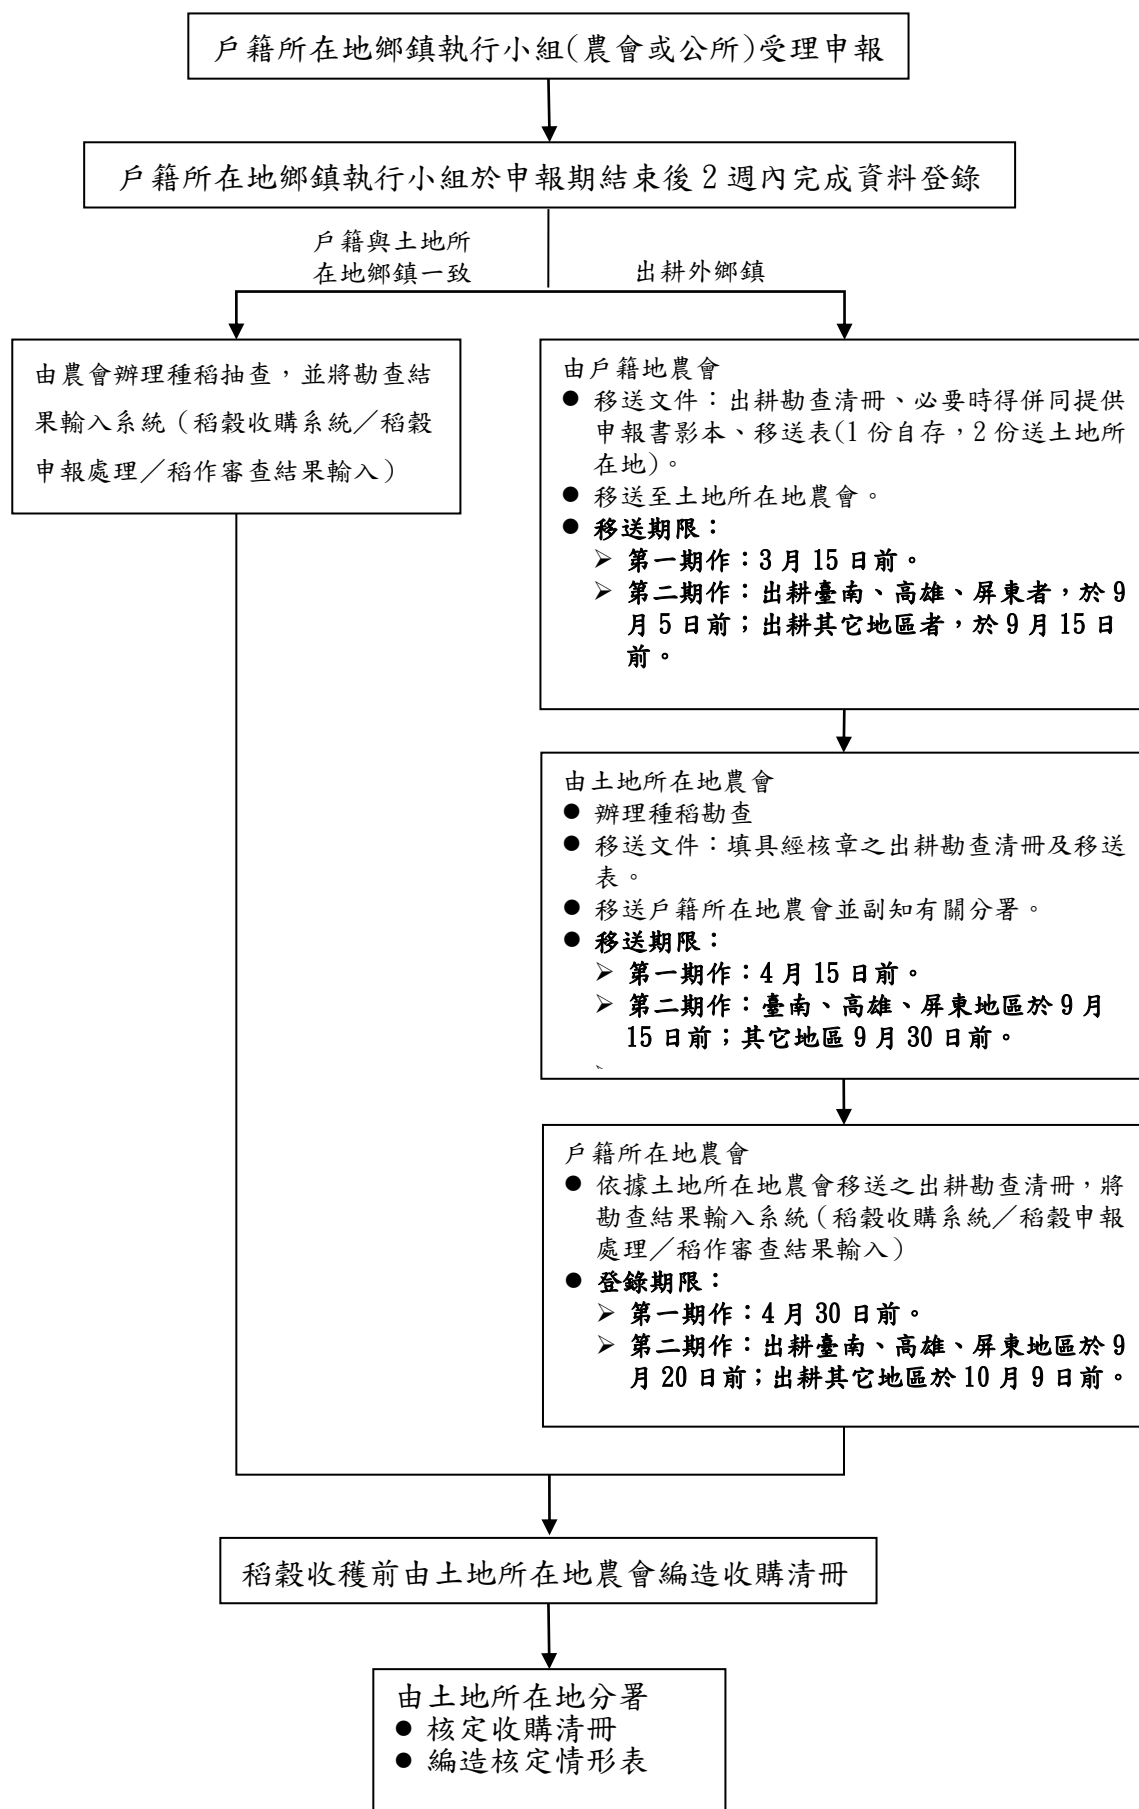 戶籍所在地鄉鎮執行小組(農會或公所)受理申報
戶籍所在地鄉鎮執行小組於申報期結束後 2 週內完成資料登錄
戶籍與土地所
在地鄉鎮一致
出耕外鄉鎮
由農會辦理種稻抽查，並將勘查結
果輸入系統（稻穀收購系統／稻穀
申報處理／稻作審查結果輸入）
由戶籍地農會
● 移送文件：出耕勘查清冊、必要時得併同提供
申報書影本、移送表(1 份自存，2 份送土地所
在地)。
● 移送至土地所在地農會。
● 移送期限：
➢ 第一期作：3 月 15 日前。
➢ 第二期作：出耕臺南、高雄、屏東者，於 9
月 5 日前；出耕其它地區者，於 9 月 15 日
前。
由土地所在地農會
● 辦理種稻勘查
● 移送文件：填具經核章之出耕勘查清冊及移送
表。
● 移送戶籍所在地農會並副知有關分署。
● 移送期限：
➢ 第一期作：4 月 15 日前。
➢ 第二期作：臺南、高雄、屏東地區於 9 月
15 日前；其它地區 9 月 30 日前。
戶籍所在地農會
● 依據土地所在地農會移送之出耕勘查清冊，將
勘查結果輸入系統（稻穀收購系統／稻穀申報
處理／稻作審查結果輸入）
● 登錄期限：
➢ 第一期作：4 月 30 日前。
➢ 第二期作：出耕臺南、高雄、屏東地區於 9
月 20 日前；出耕其它地區於 10 月 9 日前。
稻穀收穫前由土地所在地農會編造收購清冊
由土地所在地分署
● 核定收購清冊
● 編造核定情形表